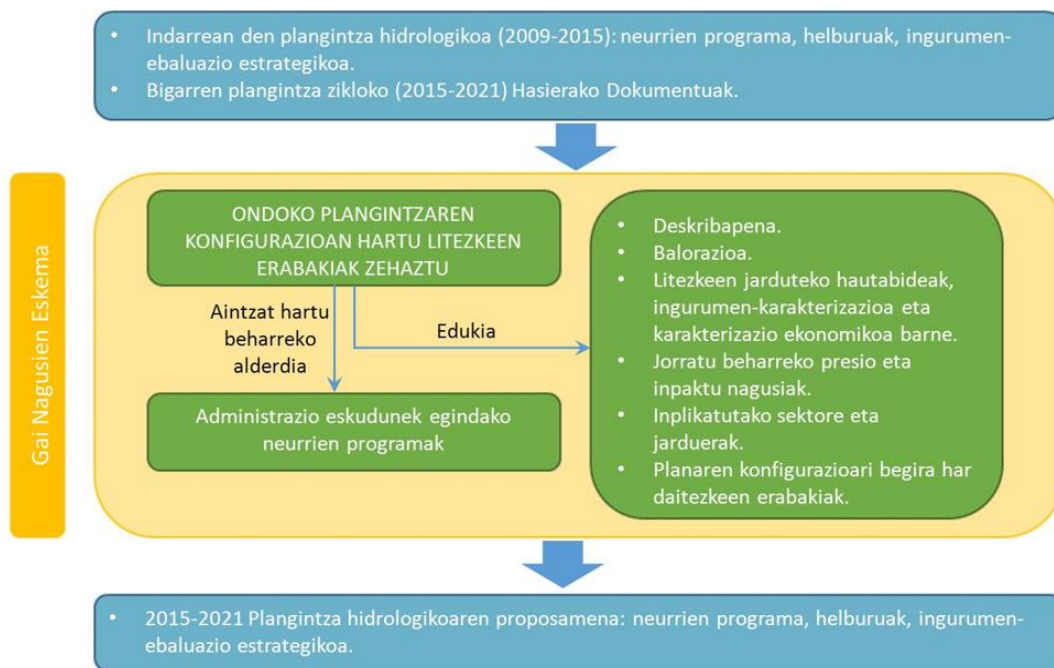 • Indarrean den plangintza hidrologikoa (2009-2015): neurrien programa, helburuak, ingurumen-
ebaluazio estrategikoa.
• Bigarren plangintza zikloko (2015-2021) Hasierako Dokumentuak.
Gai Nagusien Eskema
ONDOKO PLANGINTZAREN
KONFIGURAZIOAN HARTU LITEZKEEN
ERABAKIAK ZEHAZTU
Aintzat hartu
beharreko
alderdia
Edukia
Administrazio eskudunek egindako
neurrien programak
• Deskribapena.
• Balorazioa.
• Litezkeen jarduteko hautabideak,
ingurumen-karakterizazioa eta
karakterizazio ekonomikoa barne.
• Jorratu beharreko presio eta
inpaktu nagusiak.
• Inplikatutako sektore eta
jarduerak.
• Planaren konfigurazioari begira har
daitezkeen erabakiak.
• 2015-2021 Plangintza hidrologikoaren proposamena: neurrien programa, helburuak, ingurumen-
ebaluazio estrategikoa.